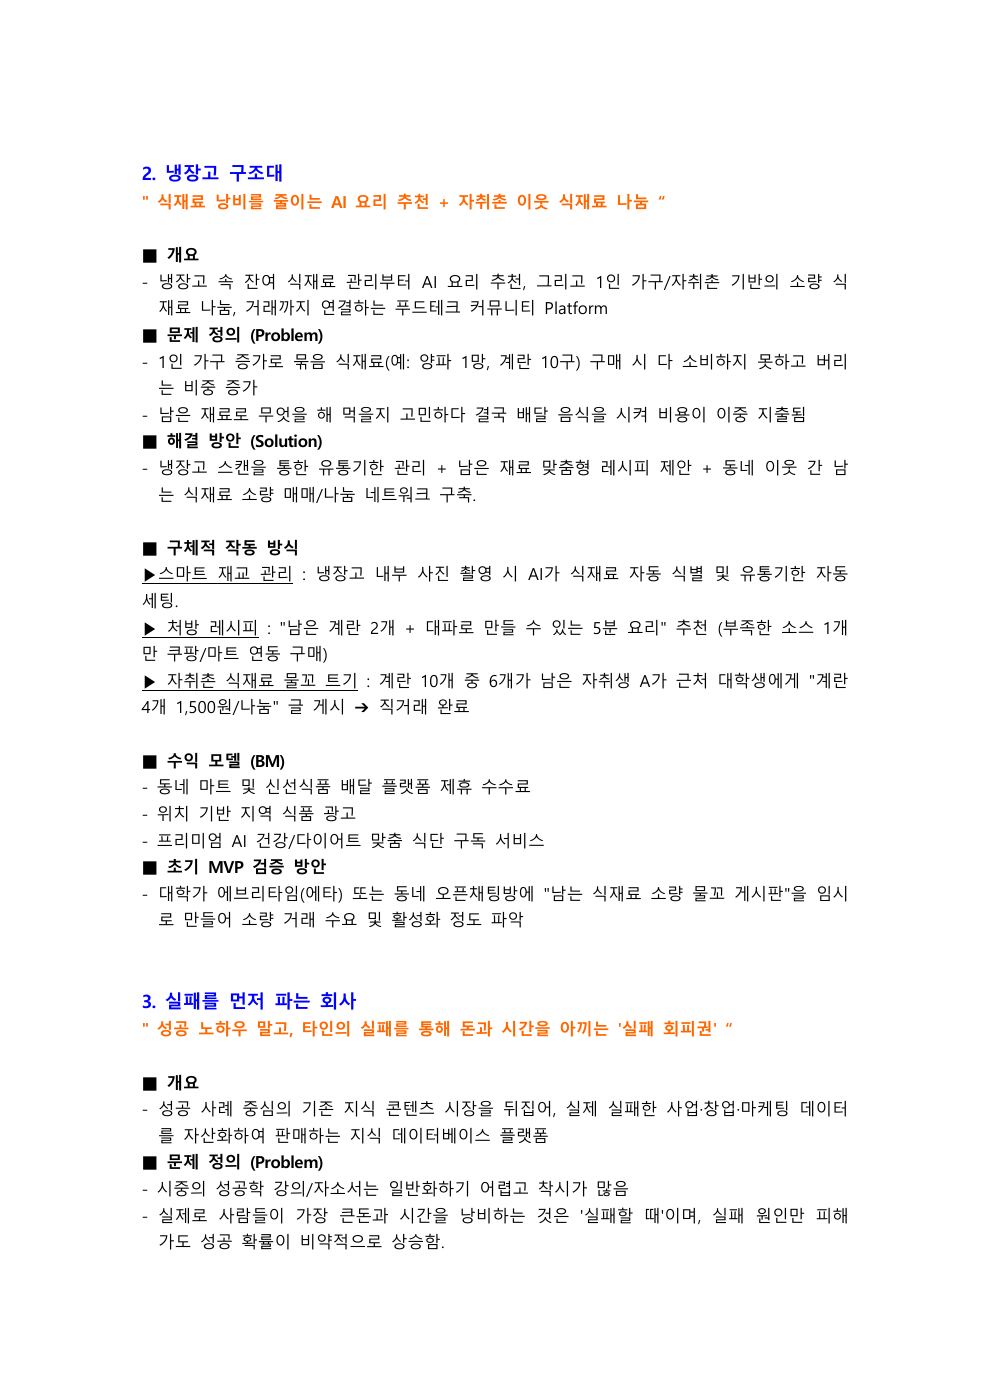 2. 냉장고 구조대
" 식재료 낭비를 줄이는 AI 요리 추천 + 자취촌 이웃 식재료 나눔 “
■ 개요
- 냉장고 속 잔여 식재료 관리부터 AI 요리 추천, 그리고 1인 가구/자취촌 기반의 소량 식
재료 나눔, 거래까지 연결하는 푸드테크 커뮤니티 Platform
■ 문제 정의 (Problem)
- 1인 가구 증가로 묶음 식재료(예: 양파 1망, 계란 10구) 구매 시 다 소비하지 못하고 버리
는 비중 증가
- 남은 재료로 무엇을 해 먹을지 고민하다 결국 배달 음식을 시켜 비용이 이중 지출됨
■ 해결 방안 (Solution)
- 냉장고 스캔을 통한 유통기한 관리 + 남은 재료 맞춤형 레시피 제안 + 동네 이웃 간 남
는 식재료 소량 매매/나눔 네트워크 구축.
■ 구체적 작동 방식
▶스마트 재교 관리 : 냉장고 내부 사진 촬영 시 AI가 식재료 자동 식별 및 유통기한 자동
세팅.
▶ 처방 레시피 : "남은 계란 2개 + 대파로 만들 수 있는 5분 요리" 추천 (부족한 소스 1개
만 쿠팡/마트 연동 구매)
▶ 자취촌 식재료 물꼬 트기 : 계란 10개 중 6개가 남은 자취생 A가 근처 대학생에게 "계란
4개 1,500원/나눔" 글 게시 ➔ 직거래 완료
■ 수익 모델 (BM)
- 동네 마트 및 신선식품 배달 플랫폼 제휴 수수료
- 위치 기반 지역 식품 광고
- 프리미엄 AI 건강/다이어트 맞춤 식단 구독 서비스
■ 초기 MVP 검증 방안
- 대학가 에브리타임(에타) 또는 동네 오픈채팅방에 "남는 식재료 소량 물꼬 게시판"을 임시
로 만들어 소량 거래 수요 및 활성화 정도 파악
3. 실패를 먼저 파는 회사
" 성공 노하우 말고, 타인의 실패를 통해 돈과 시간을 아끼는 '실패 회피권' “
■ 개요
- 성공 사례 중심의 기존 지식 콘텐츠 시장을 뒤집어, 실제 실패한 사업·창업·마케팅 데이터
를 자산화하여 판매하는 지식 데이터베이스 플랫폼
■ 문제 정의 (Problem)
- 시중의 성공학 강의/자소서는 일반화하기 어렵고 착시가 많음
- 실제로 사람들이 가장 큰돈과 시간을 낭비하는 것은 '실패할 때'이며, 실패 원인만 피해
가도 성공 확률이 비약적으로 상승함.